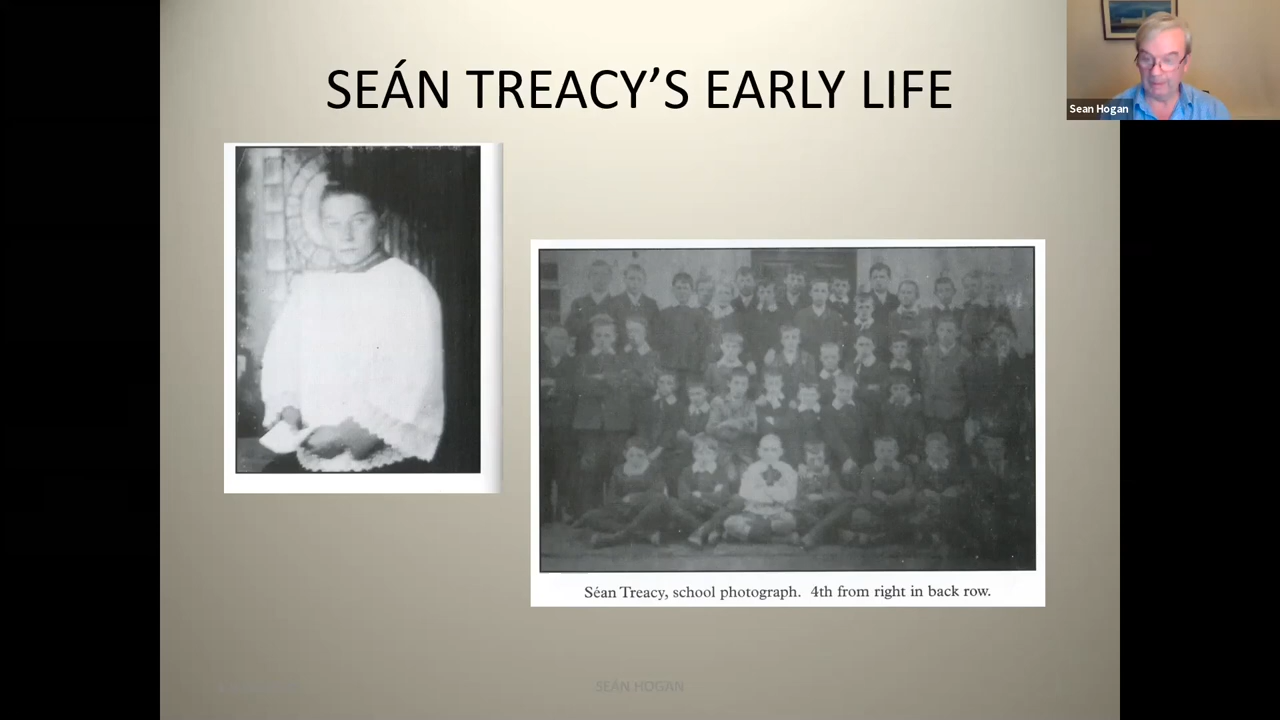 SEÁN TREACY’S EARLY LIFE
Sean Hogan
Séan Treacy, school photograph. 4th from right in back row.
SEÁN HOGAN